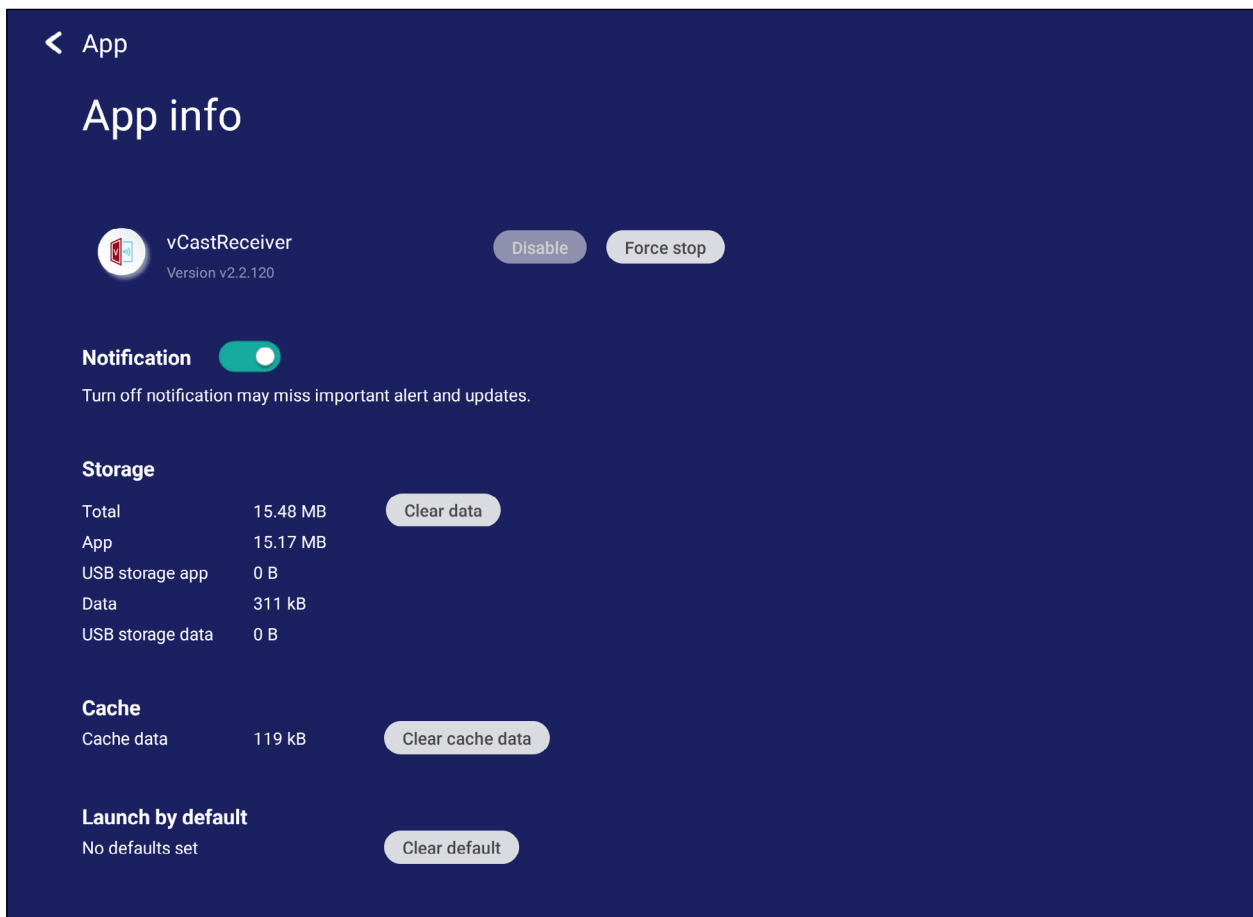 App
App info
vCastReceiver
Disable
Force stop
Version v2.2.120
Notification
Turn off notification may miss important alert and updates.
Storage
Total 15.48 MB Clear data
App 15.17 MB
USB storage app 0 B
Data 311 kB
USB storage data 0 B
Cache
Cache data 119 kB Clear cache data
Launch by default
No defaults set Clear default